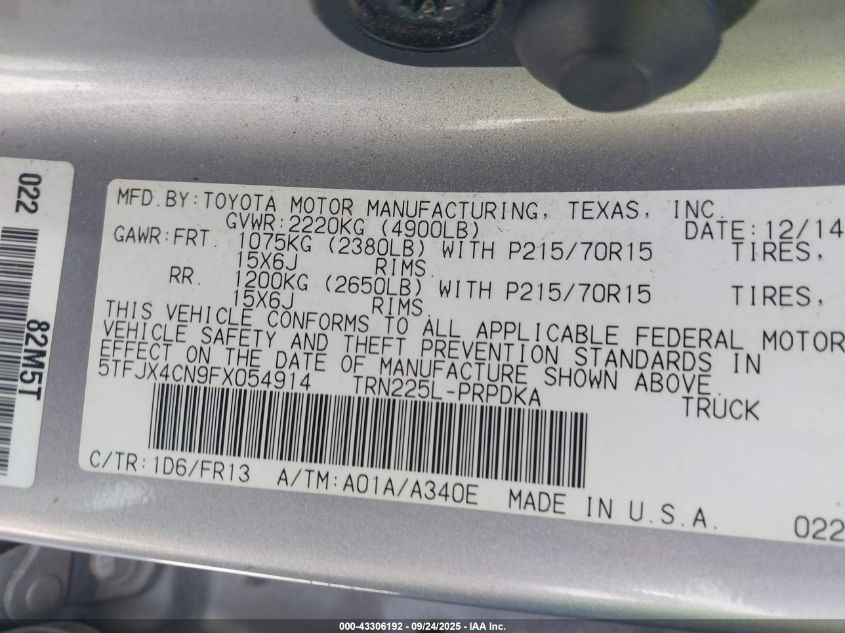 MFD.BY:TOYOTA MOTOR MANUFACTURING, TEXAS, INC.
GVWR:2220KG (4900LB) DATE:12/14
GAWR:FRT. 1075KG (2380LB) WITH P215/70R15 TIRES,
15X6J RIMS.
RR. 1200KG (2650LB) WITH P215/70R15 TIRES,
15X6J RIMS.
THIS VEHICLE CONFORMS TO ALL APPLICABLE FEDERAL MOTOR
VEHICLE SAFETY AND THEFT PREVENTION STANDARDS IN
EFFECT ON THE DATE OF MANUFACTURE SHOWN ABOVE.
5TFJX4CN9FX054914 TRN225L-PRPDKA TRUCK
C/TR:1D6/FR13 A/TM:A01A/A340E MADE IN U.S.A.
022
022
82M5T
000-43306192 - 09/24/2025 - IAA Inc.